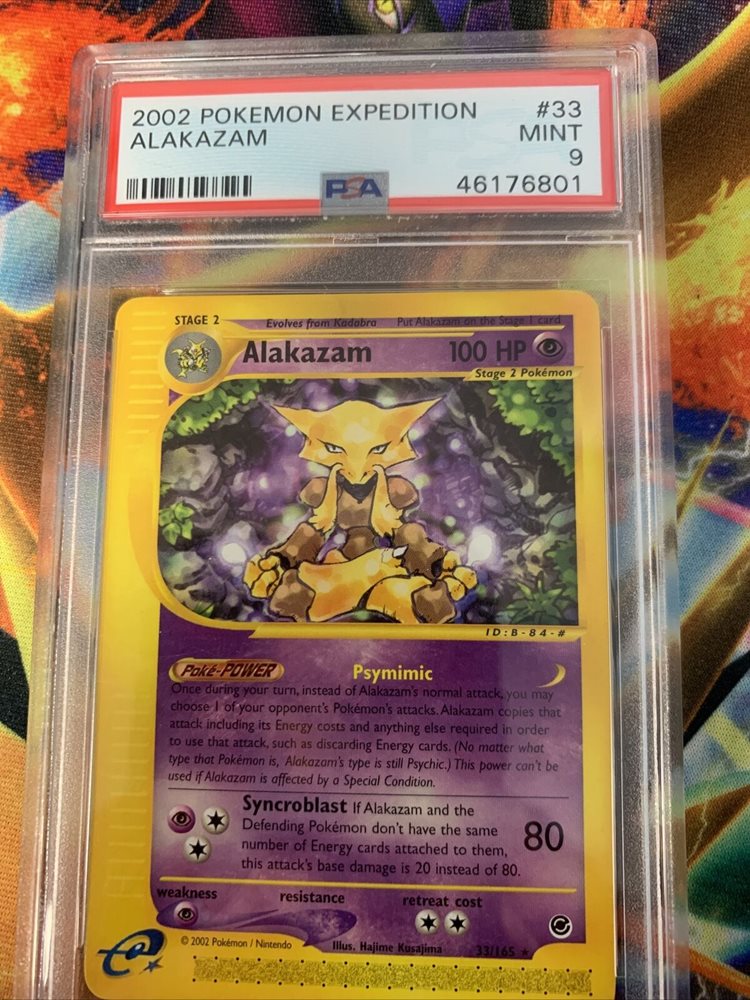 2002 POKEMON EXPEDITION #33
ALAKAZAM MINT
9
PSA 46176801
STAGE 2 Evolves from Kadabra Put Alakazam on the Stage 1 card
Alakazam 100 HP
Stage 2 Pokémon
ID:B-84-#
Poké-POWER Psymimic
Once during your turn, instead of Alakazam's normal attack, you may
choose 1 of your opponent's Pokémon's attacks. Alakazam copies that
attack including its Energy costs and anything else required in order
to use that attack, such as discarding Energy cards. (No matter what
type that Pokémon is, Alakazam's type is still Psychic.) This power can't be
used if Alakazam is affected by a Special Condition.
Syncroblast If Alakazam and the
Defending Pokémon don't have the same
number of Energy cards attached to them, 80
this attack's base damage is 20 instead of 80.
weakness resistance retreat cost
© 2002 Pokémon / Nintendo Illus. Hajime Kusajima 33/165 ★
e